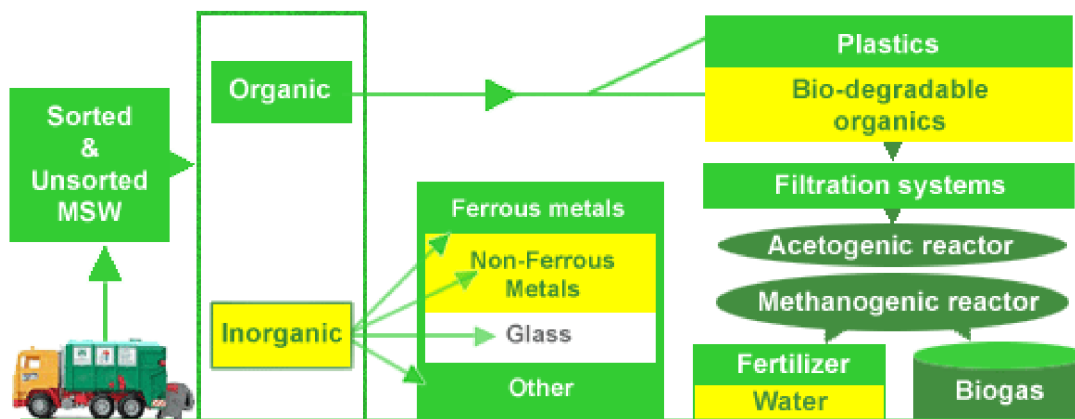 Sorted
&
Unsorted
MSW
Organic
Inorganic
Ferrous metals
Non-Ferrous
Metals
Glass
Other
Plastics
Bio-degradable
organics
Filtration systems
Acetogenic reactor
Methanogenic reactor
Fertilizer
Water
Biogas